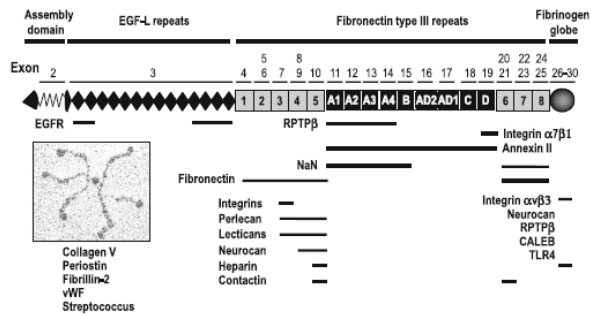 Assembly domain EGF-L repeats Fibronectin type III repeats Fibrinogen globe
5 8 20 22 24
Exon 2 3 4 6 7 9 10 11 12 13 14 15 16 17 18 19 21 23 25 26-30
1 2 3 4 5 A1 A2 A3 A4 B AD2 AD1 C D 6 7 8
EGFR RPTPβ
Integrin α7β1
Annexin II
NaN
Fibronectin
Integrins Integrin αvβ3
Perlecan Neurocan
Lecticans RPTPβ
Neurocan CALEB
Heparin TLR4
Contactin
Collagen V
Periostin
Fibrillin-2
vWF
Streptococcus